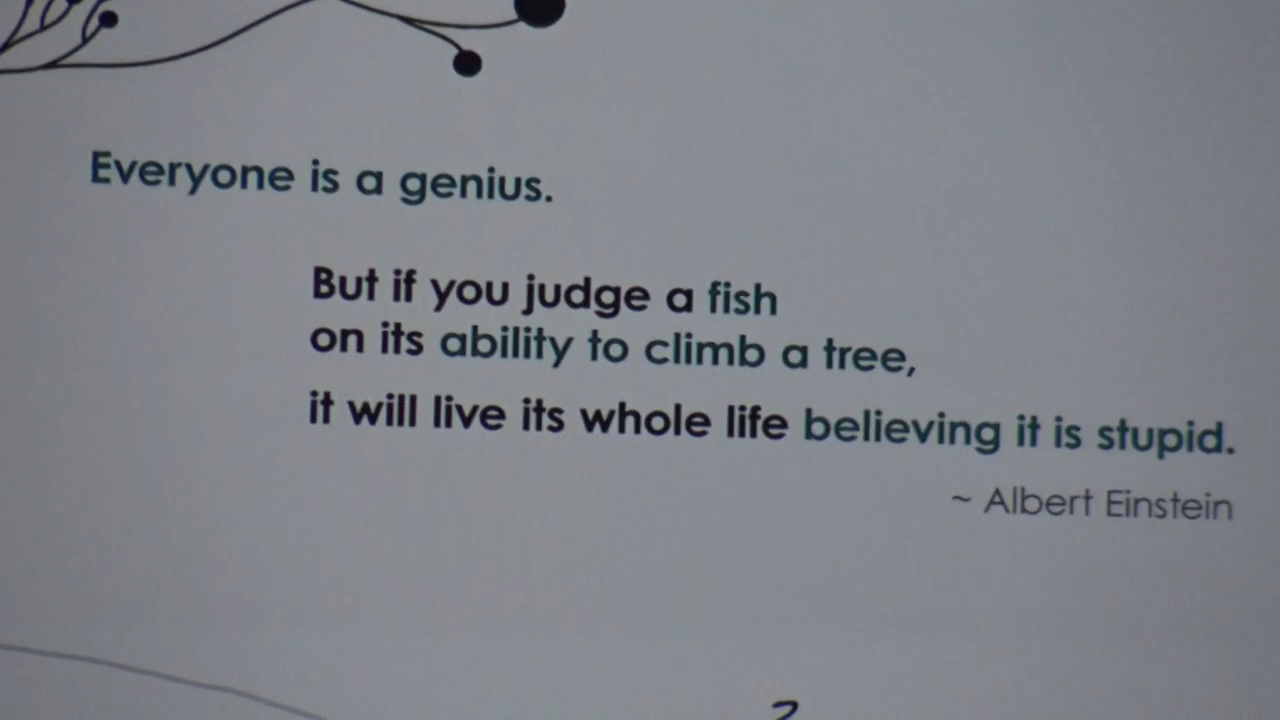 Everyone is a genius.
But if you judge a fish
on its ability to climb a tree,
it will live its whole life believing it is stupid.
~ Albert Einstein